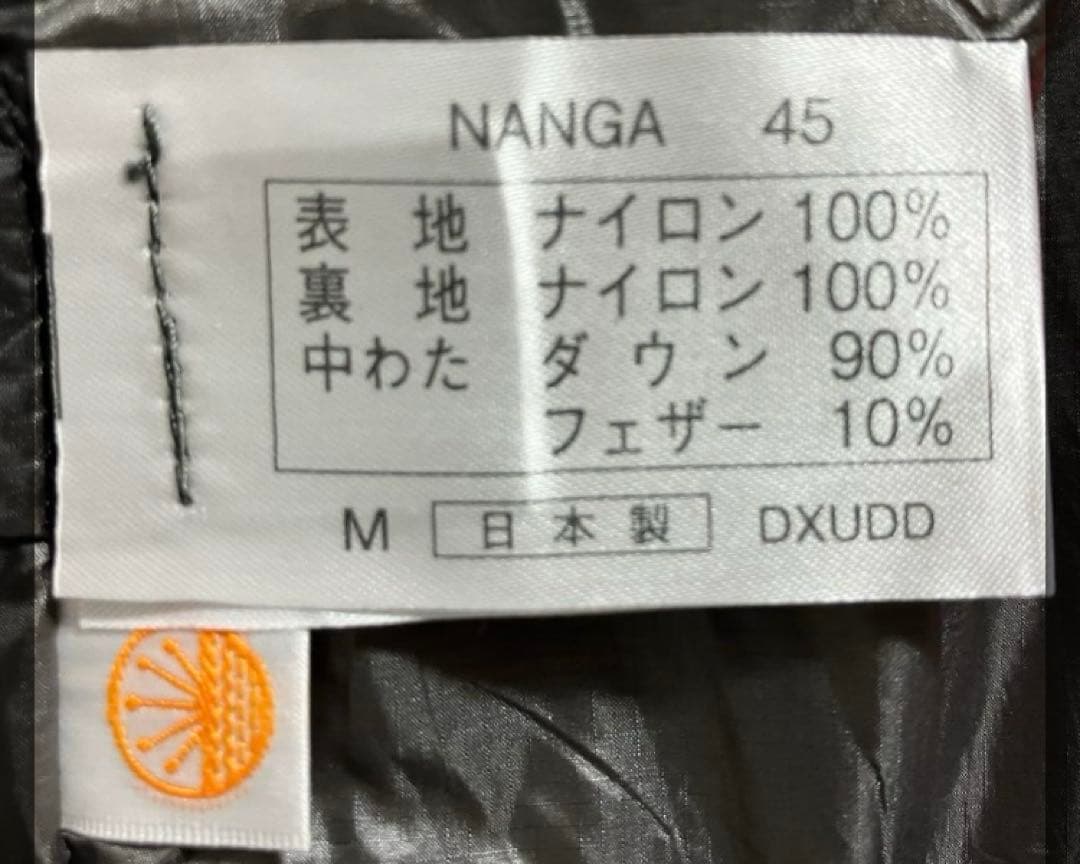 NANGA 45
表地 ナイロン 100%
裏地 ナイロン 100%
中わた ダウン 90%
フェザー 10%
M 日本製 DXUDD